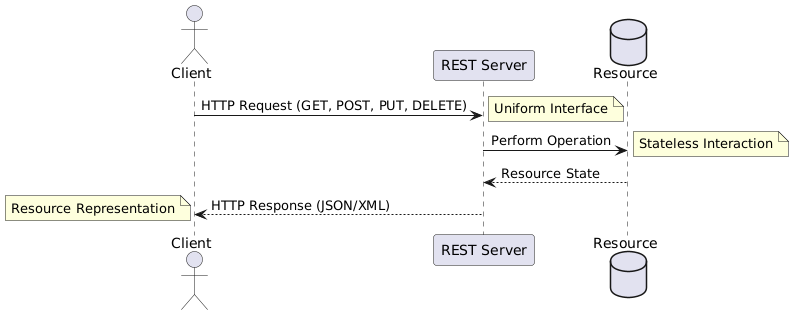 Client
REST Server
Resource
HTTP Request (GET, POST, PUT, DELETE)
Uniform Interface
Perform Operation
Stateless Interaction
Resource State
Resource Representation
HTTP Response (JSON/XML)
Client
REST Server
Resource